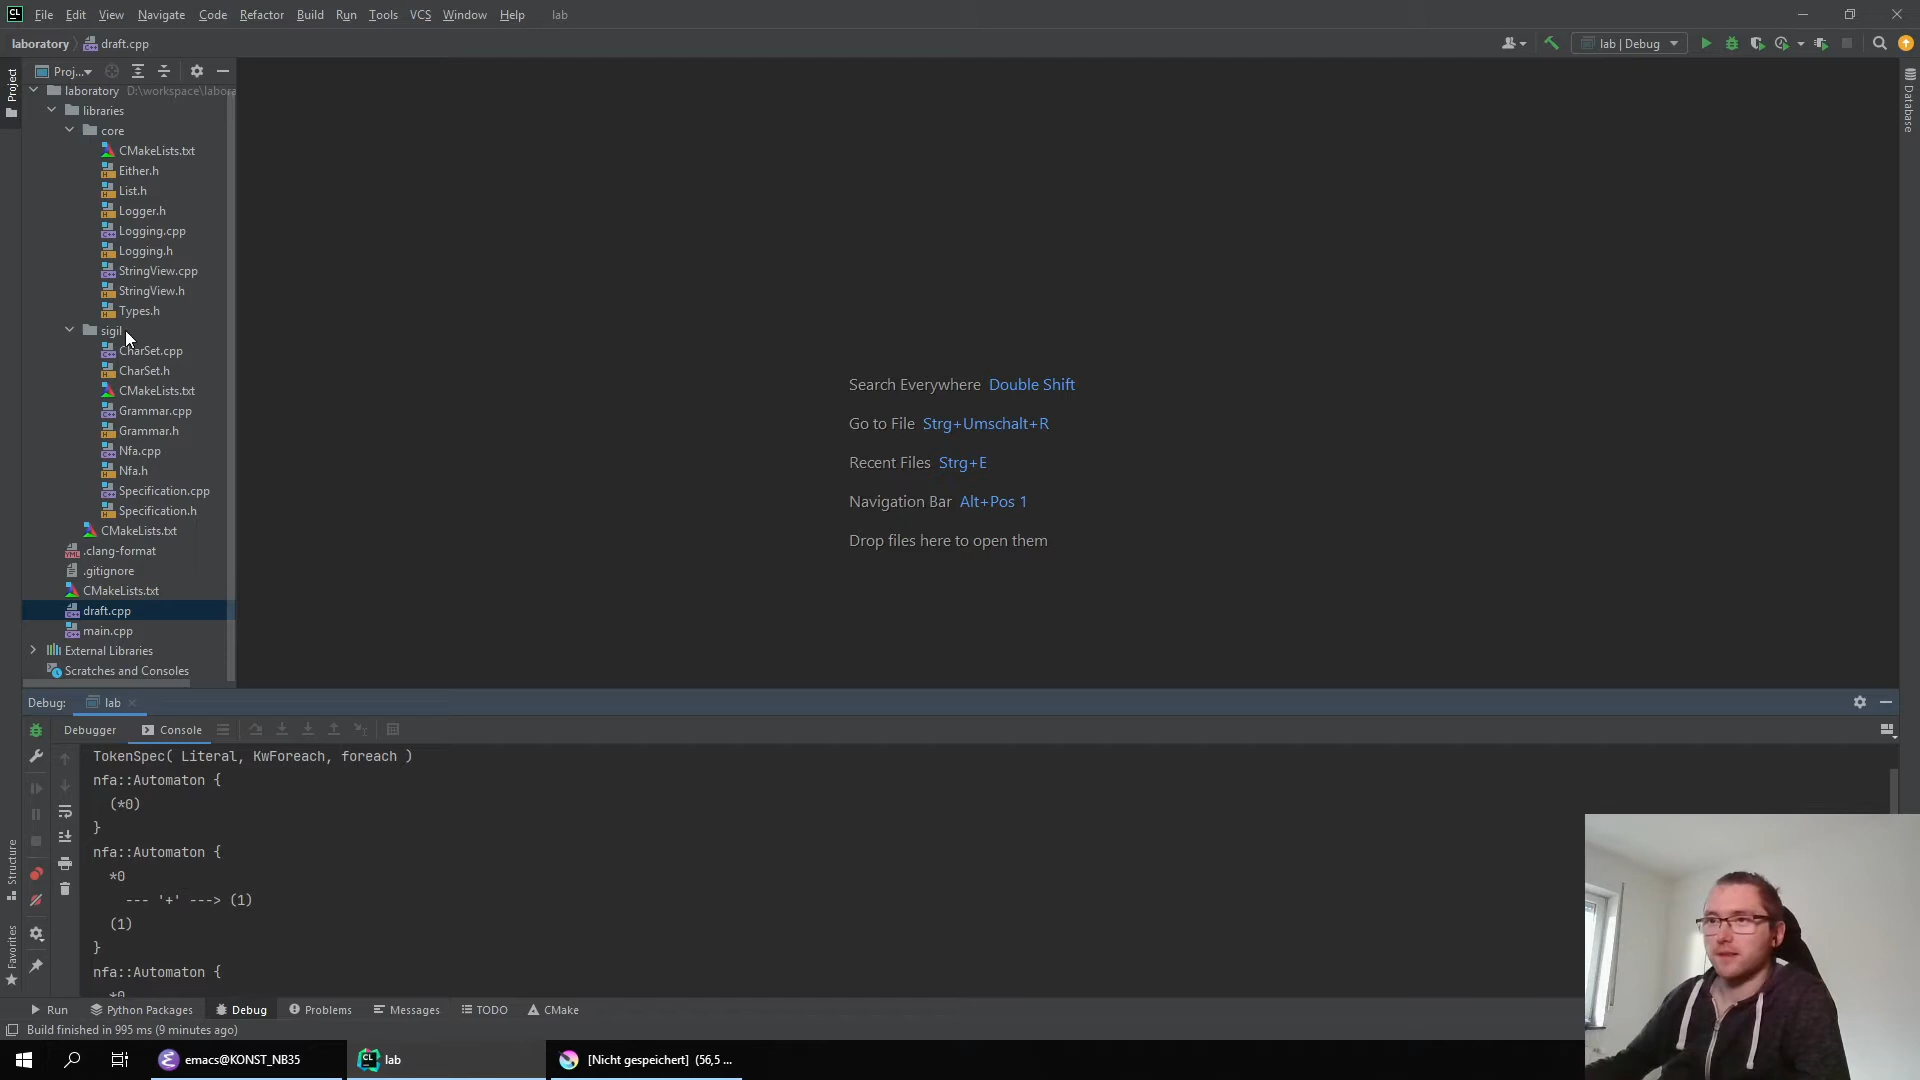 CL File Edit View Navigate Code Refactor Build Run Tools VCS Window Help lab
laboratory draft.cpp
lab | Debug
Project
Proj...
Database
laboratory
libraries
core
CMakeLists.txt
Either.h
List.h
Logger.h
Logging.cpp
Logging.h
StringView.cpp
StringView.h
Types.h
sigil
CharSet.cpp
CharSet.h
CMakeLists.txt
Grammar.cpp
Grammar.h
Nfa.cpp
Nfa.h
Specification.cpp
Specification.h
CMakeLists.txt
.clang-format
.gitignore
CMakeLists.txt
draft.cpp
main.cpp
External Libraries
Scratches and Consoles
Search Everywhere Double Shift
Go to File Strg+Umschalt+R
Recent Files Strg+E
Navigation Bar Alt+Pos 1
Drop files here to open them
Debug: lab
Debugger Console
TokenSpec( Literal, KwForeach, foreach )
nfa::Automaton {
(*0)
}
nfa::Automaton {
*0
--- '+' ---> (1)
(1)
}
nfa::Automaton {
*0
Structure
Favorites
Run Python Packages Debug Problems Messages TODO CMake
Build finished in 995 ms (9 minutes ago)
emacs@KONST_NB35
CL lab
[Nicht gespeichert] (56,5 ...